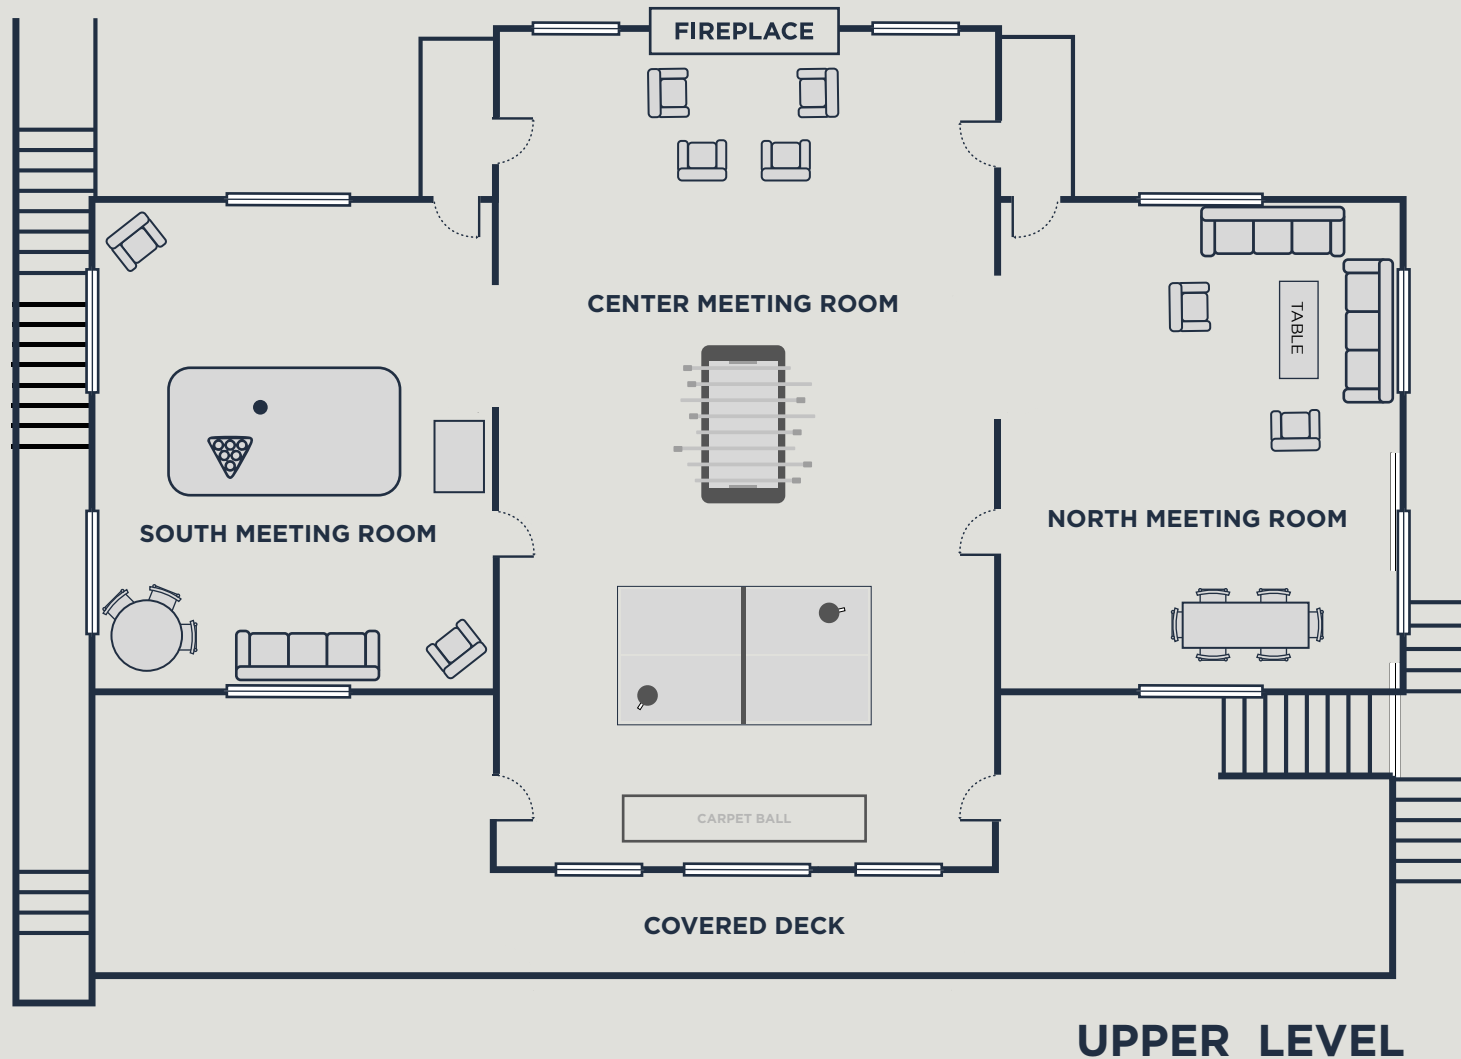 FIREPLACE
CENTER MEETING ROOM
TABLE
SOUTH MEETING ROOM
NORTH MEETING ROOM
CARPET BALL
COVERED DECK
UPPER LEVEL